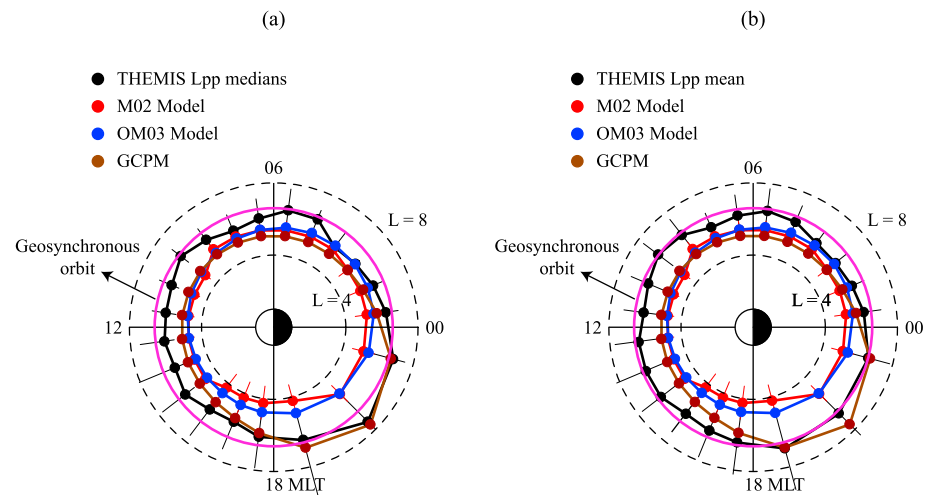 (a)
THEMIS Lpp medians
M02 Model
OM03 Model
GCPM
06
L = 8
Geosynchronous
orbit
L = 4
12
00
18 MLT
(b)
THEMIS Lpp mean
M02 Model
OM03 Model
GCPM
06
L = 8
Geosynchronous
orbit
L = 4
12
00
18 MLT